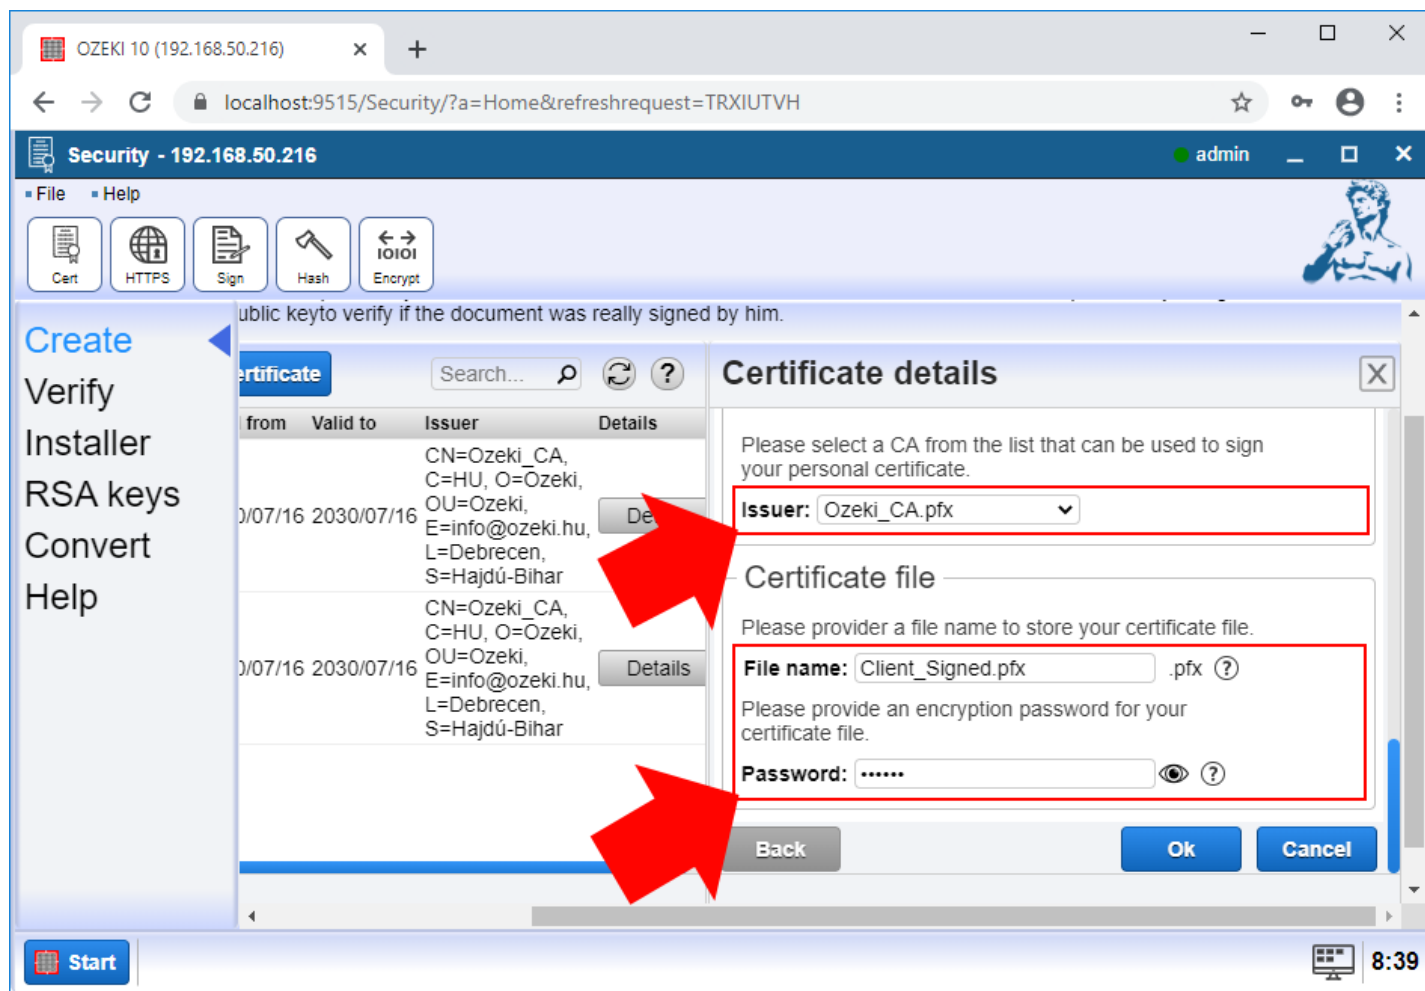 OZEKI 10 (192.168.50.216)
localhost:9515/Security/?a=Home&refreshrequest=TRXIUTVH
Security - 192.168.50.216
admin
File
Help
Cert
HTTPS
Sign
Hash
Encrypt
Create
Verify
Installer
RSA keys
Convert
Help
ublic keyto verify if the document was really signed by him.
ertificate
Search...
from Valid to Issuer Details
0/07/16 2030/07/16
CN=Ozeki_CA,
C=HU, O=Ozeki,
OU=Ozeki,
E=info@ozeki.hu,
L=Debrecen,
S=Hajdú-Bihar
De
0/07/16 2030/07/16
CN=Ozeki_CA,
C=HU, O=Ozeki,
OU=Ozeki,
E=info@ozeki.hu,
L=Debrecen,
S=Hajdú-Bihar
Details
Certificate details
Please select a CA from the list that can be used to sign
your personal certificate.
Issuer: Ozeki_CA.pfx
Certificate file
Please provider a file name to store your certificate file.
File name: Client_Signed.pfx .pfx
Please provide an encryption password for your
certificate file.
Password: ••••••
Back
Ok
Cancel
Start
8:39